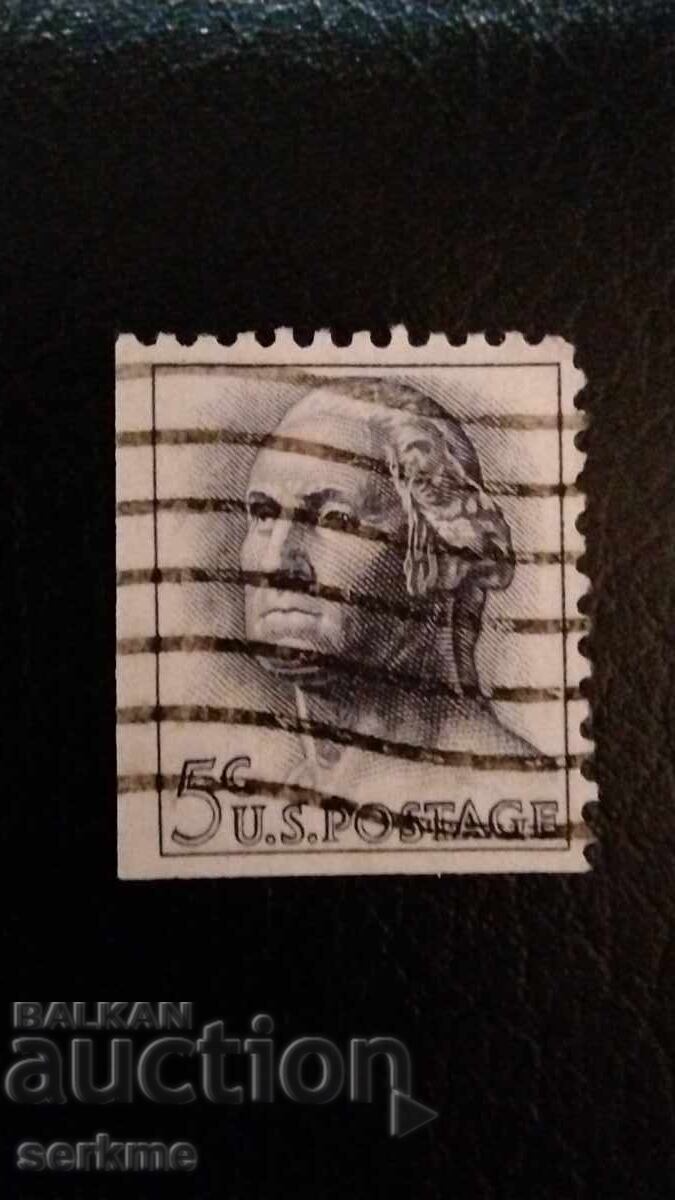 5c
U.S.POSTAGE
BALKAN
auction
serkme